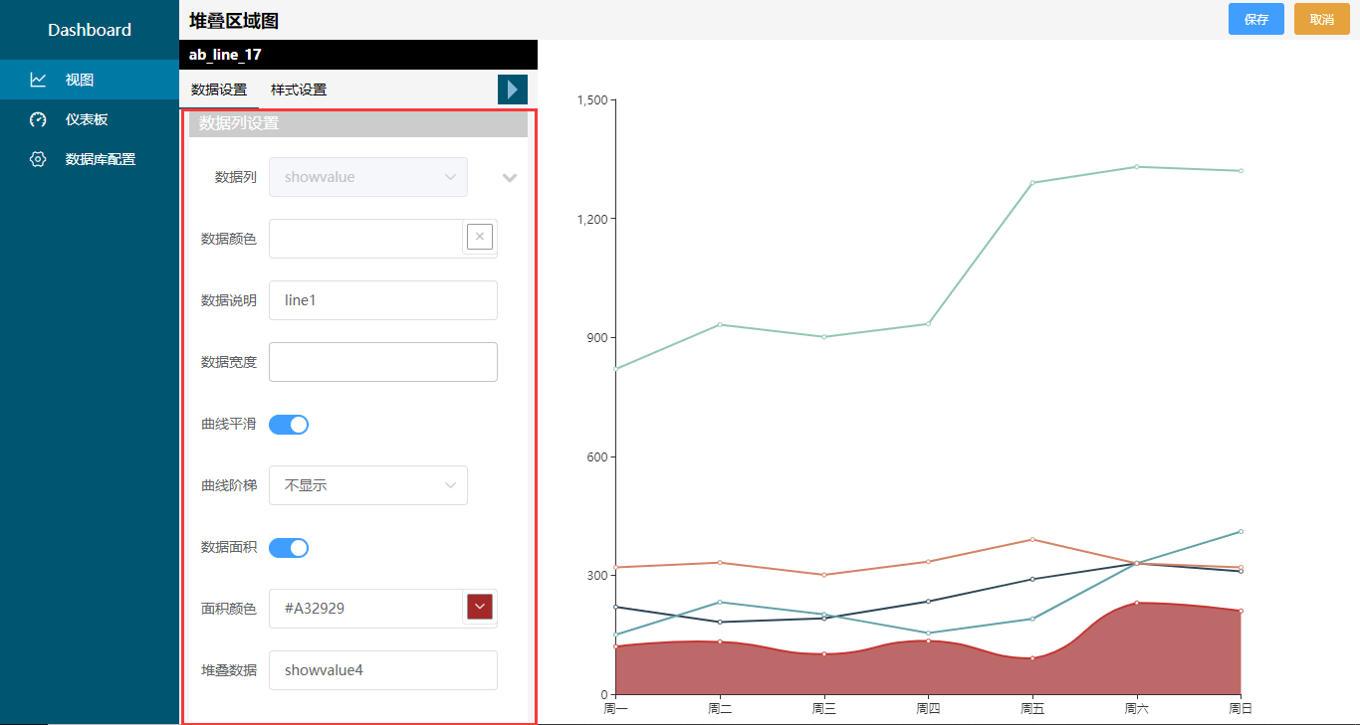 Dashboard
视图
仪表板
数据库配置
堆叠区域图
保存
取消
ab_line_17
数据设置
样式设置
数据列设置
数据列
showvalue
数据颜色
数据说明
line1
数据宽度
曲线平滑
曲线阶梯
不显示
数据面积
面积颜色
#A32929
堆叠数据
showvalue4
1,500
1,200
900
600
300
0
周一
周二
周三
周四
周五
周六
周日